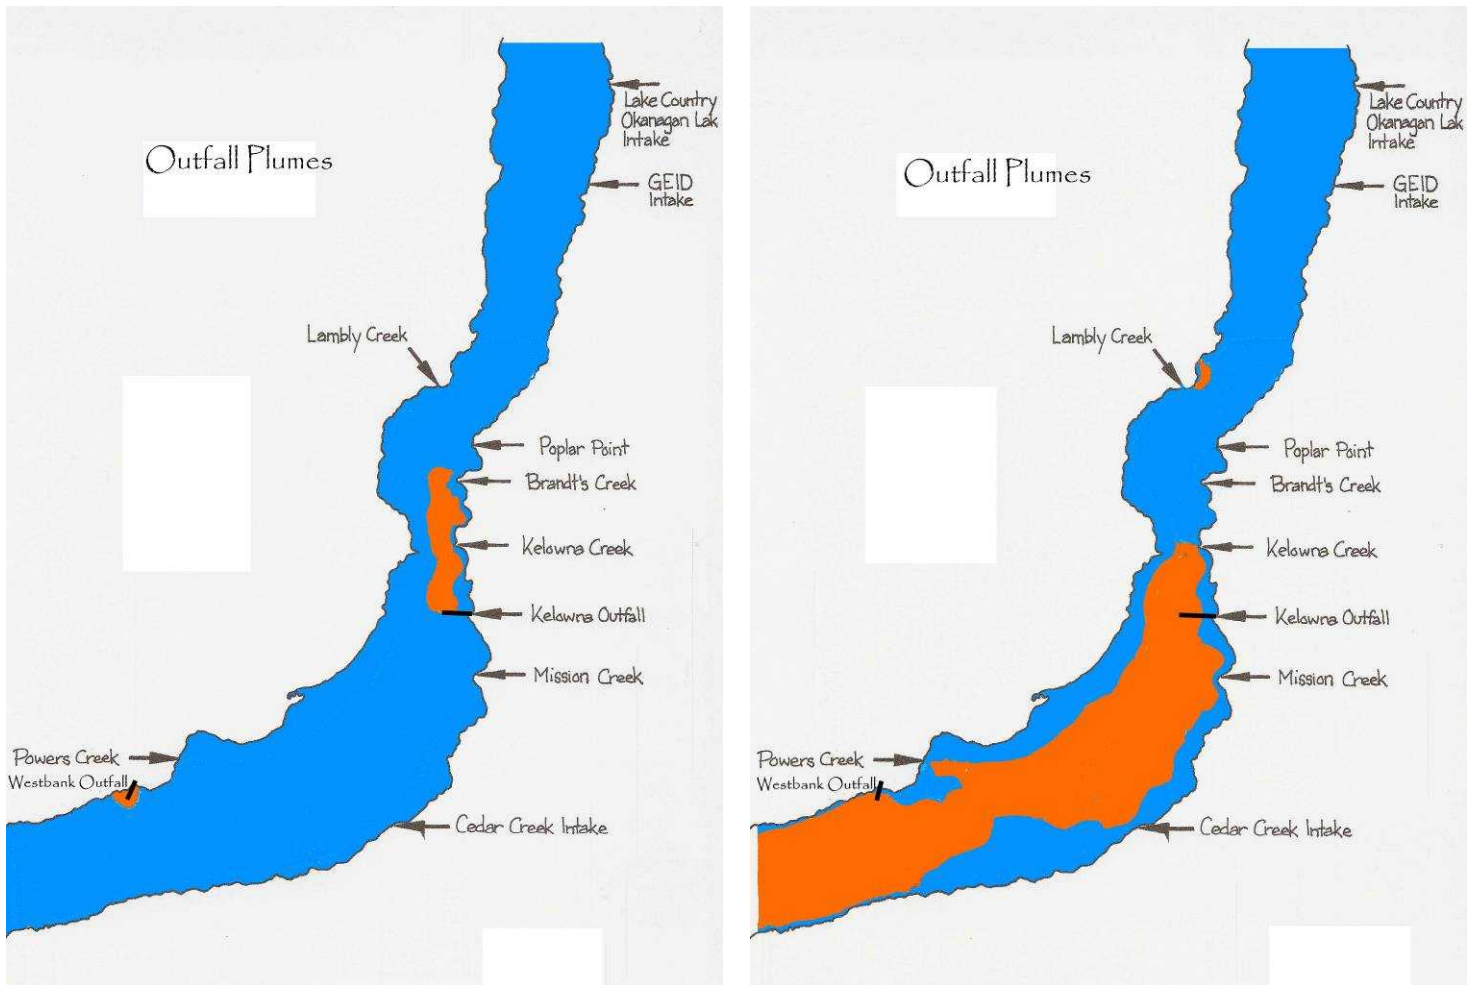 Outfall Plumes
Lake Country
Okanagan Lak
Intake
GEID
Intake
Lambly Creek
Poplar Point
Brandt's Creek
Kelowna Creek
Kelowna Outfall
Mission Creek
Powers Creek
Westbank Outfall
Cedar Creek Intake
Outfall Plumes
Lake Country
Okanagan Lak
Intake
GEID
Intake
Lambly Creek
Poplar Point
Brandt's Creek
Kelowna Creek
Kelowna Outfall
Mission Creek
Powers Creek
Westbank Outfall
Cedar Creek Intake